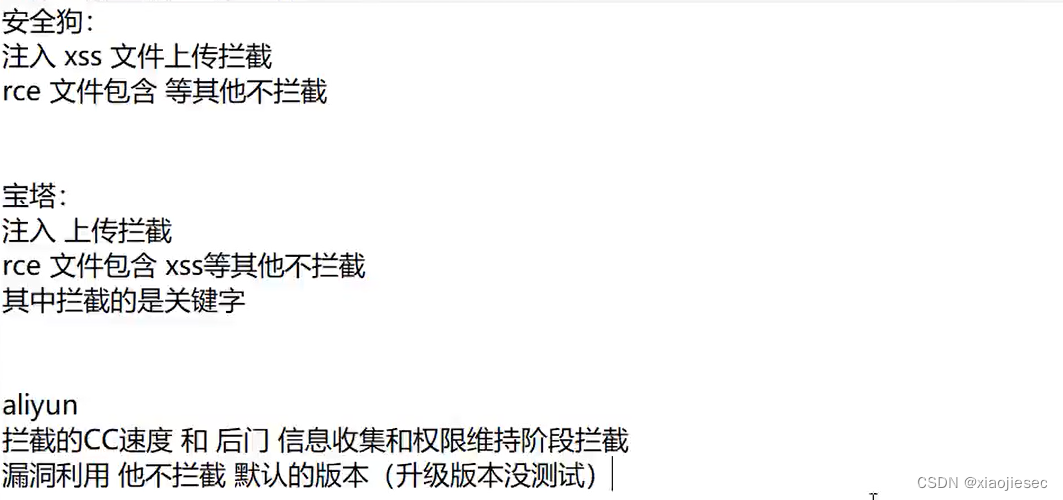 安全狗：
注入 xss 文件上传拦截
rce 文件包含 等其他不拦截
宝塔：
注入 上传拦截
rce 文件包含 xss等其他不拦截
其中拦截的是关键字
aliyun
拦截的CC速度 和 后门 信息收集和权限维持阶段拦截
漏洞利用 他不拦截 默认的版本（升级版本没测试）
CSDN @xiaojiesec